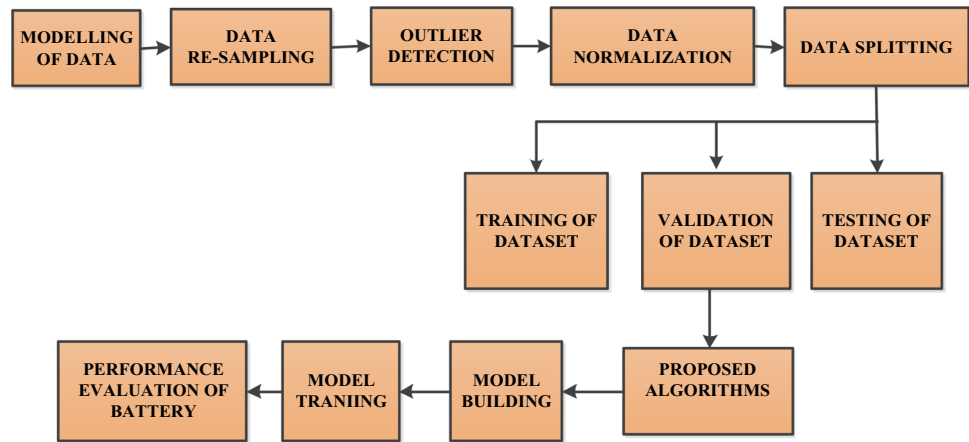 MODELLING
OF DATA
DATA
RE-SAMPLING
OUTLIER
DETECTION
DATA
NORMALIZATION
DATA SPLITTING
TRAINING OF
DATASET
VALIDATION
OF DATASET
TESTING OF
DATASET
PERFORMANCE
EVALUATION OF
BATTERY
MODEL
TRANIING
MODEL
BUILDING
PROPOSED
ALGORITHMS